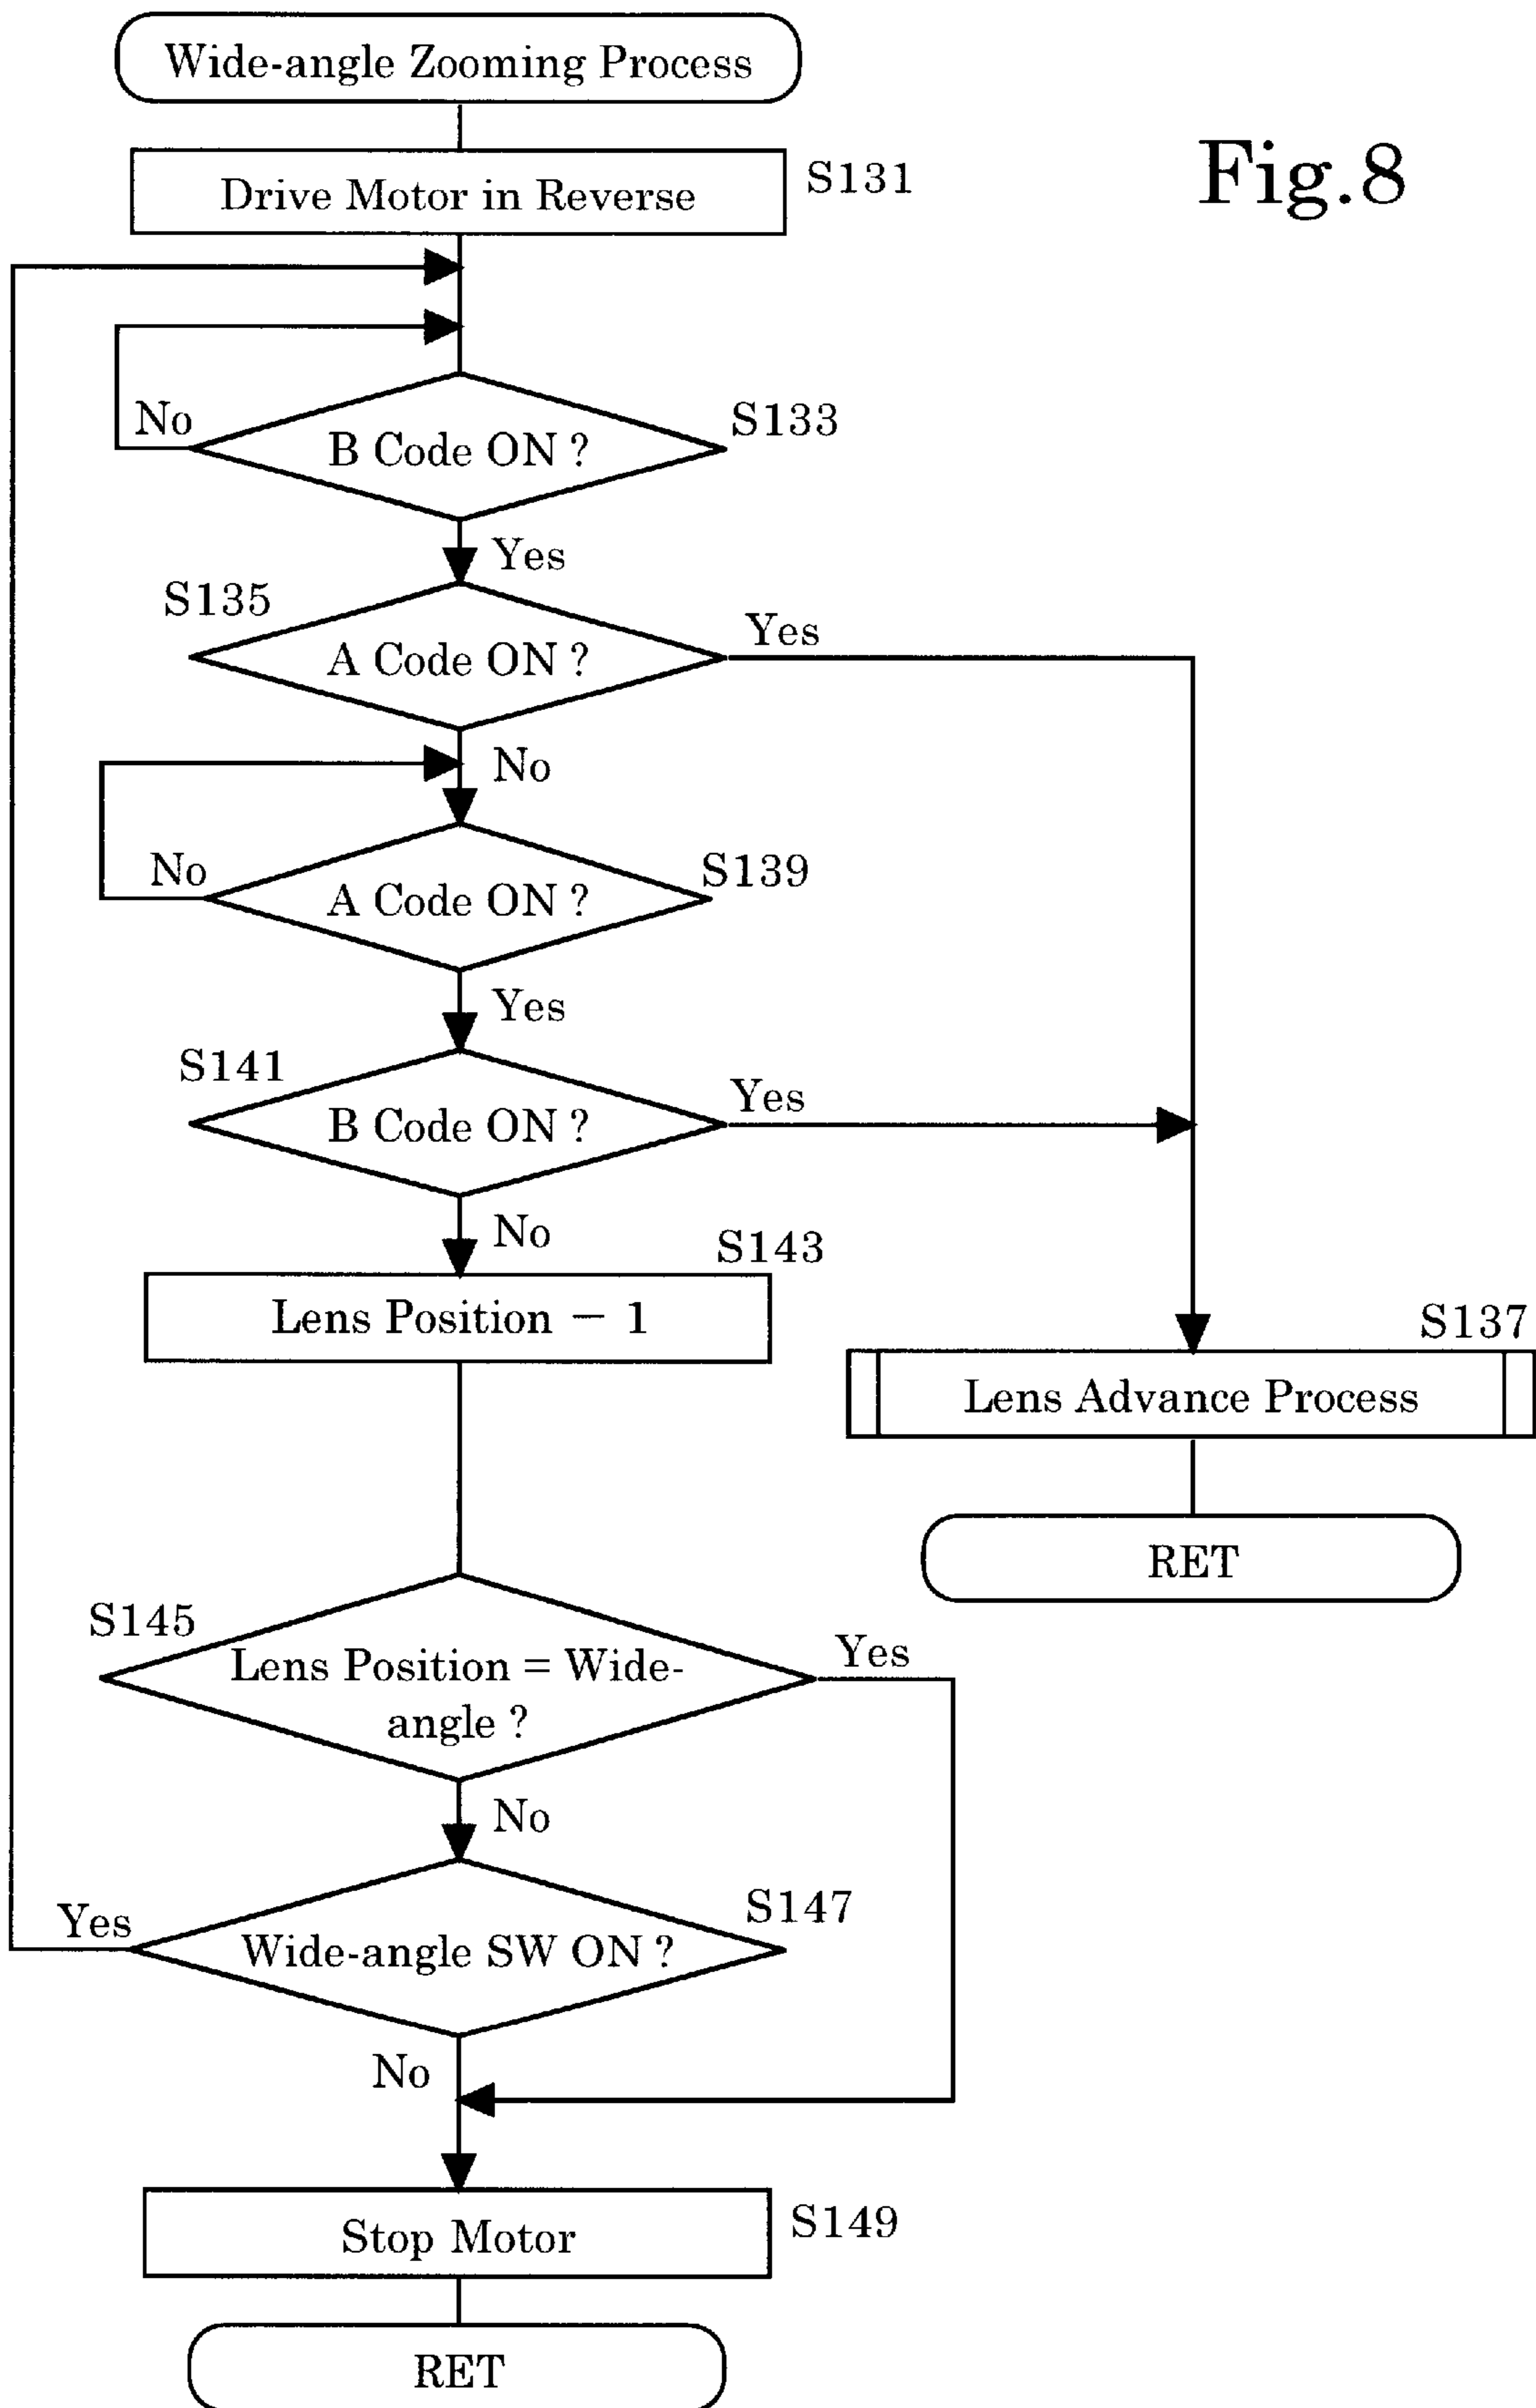 Wide-angle Zooming Process
Fig.8
Drive Motor in Reverse
S131
No
B Code ON ?
S133
Yes
S135
A Code ON ?
Yes
No
No
A Code ON ?
S139
Yes
S141
B Code ON ?
Yes
No
S143
Lens Position - 1
S137
Lens Advance Process
RET
S145
Lens Position = Wide-
angle ?
Yes
No
Yes
Wide-angle SW ON ?
S147
No
Stop Motor
S149
RET